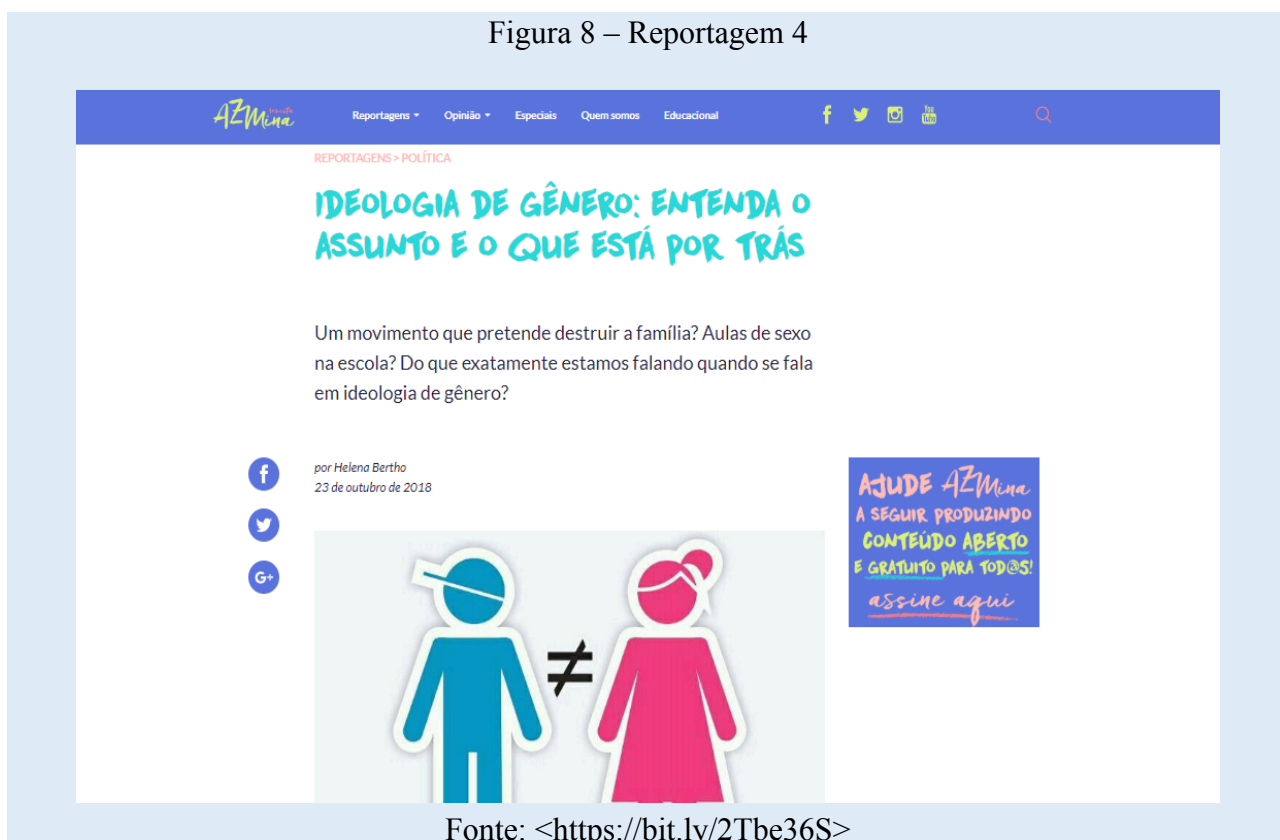 Figura 8 – Reportagem 4
revista
AZMina
Reportagens
Opinião
Especiais
Quem somos
Educacional
f
You
Tube
REPORTAGENS > POLÍTICA
IDEOLOGIA DE GÊNERO: ENTENDA O
ASSUNTO E O QUE ESTÁ POR TRÁS
Um movimento que pretende destruir a família? Aulas de sexo
na escola? Do que exatamente estamos falando quando se fala
em ideologia de gênero?
f
G+
por Helena Bertho
23 de outubro de 2018
≠
AJUDE AZMina
A SEGUIR PRODUZINDO
CONTEÚDO ABERTO
E GRATUITO PARA TOD@S!
assine aqui
Fonte: <https://bit.ly/2Tbe36S>